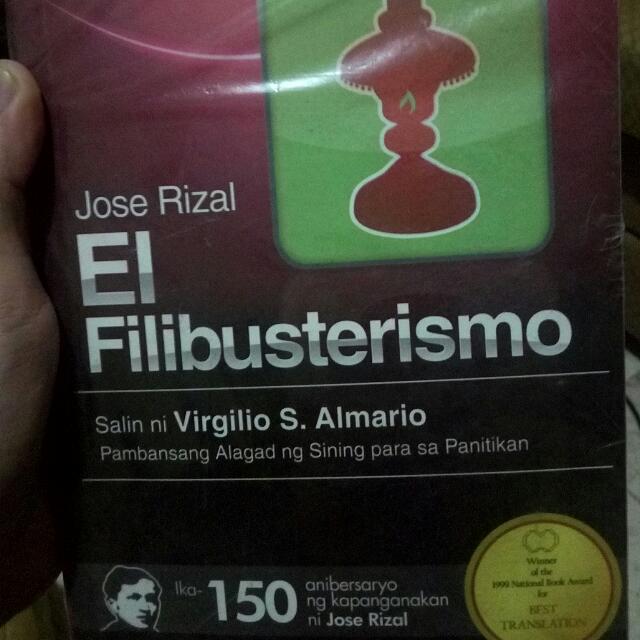 Jose Rizal
El
Filibusterismo
Salin ni Virgilio S. Almario
Pambansang Alagad ng Sining para sa Panitikan
Ika-150 anibersaryo
ng kapanganakan
ni Jose Rizal
Winner
of the
1999 National Book Award
for
BEST
TRANSLATION